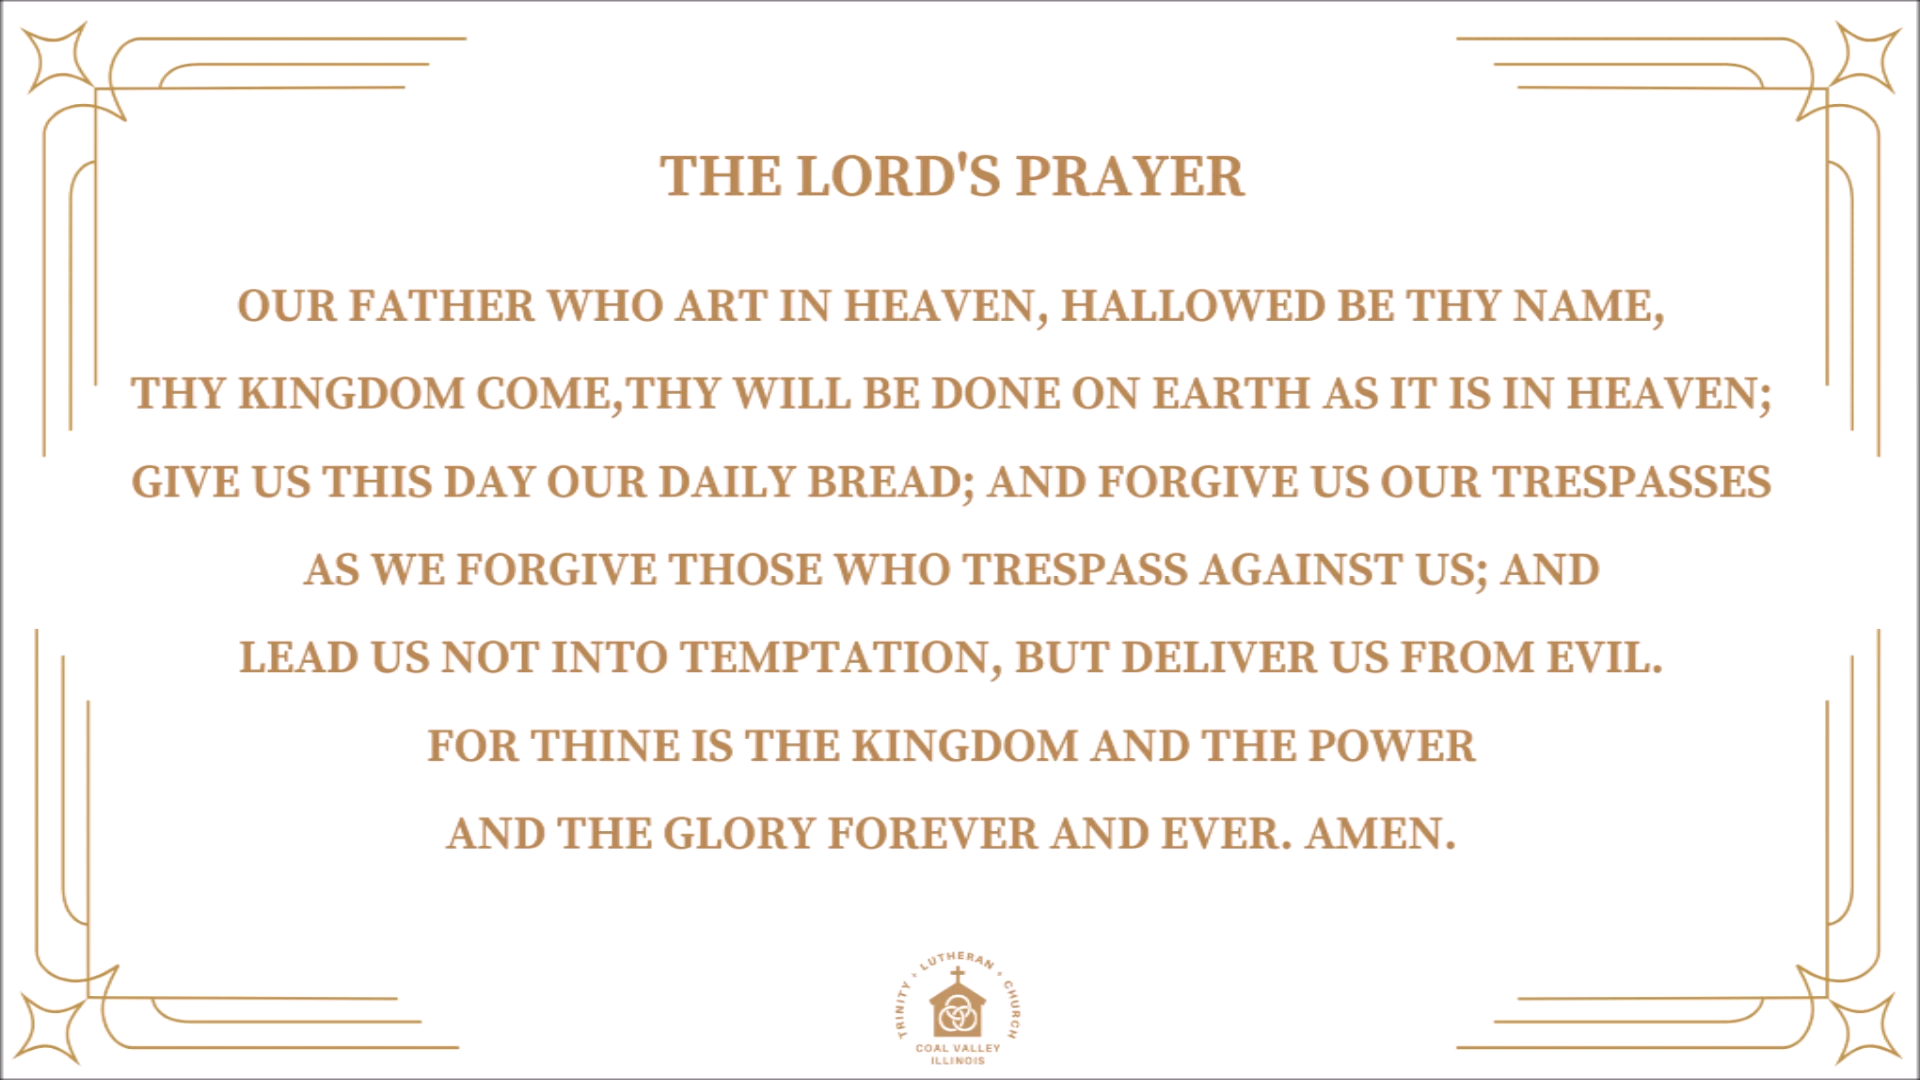 THE LORD'S PRAYER
OUR FATHER WHO ART IN HEAVEN, HALLOWED BE THY NAME,
THY KINGDOM COME,THY WILL BE DONE ON EARTH AS IT IS IN HEAVEN;
GIVE US THIS DAY OUR DAILY BREAD; AND FORGIVE US OUR TRESPASSES
AS WE FORGIVE THOSE WHO TRESPASS AGAINST US; AND
LEAD US NOT INTO TEMPTATION, BUT DELIVER US FROM EVIL.
FOR THINE IS THE KINGDOM AND THE POWER
AND THE GLORY FOREVER AND EVER. AMEN.
TRINITY • LUTHERAN • CHURCH
COAL VALLEY
ILLINOIS